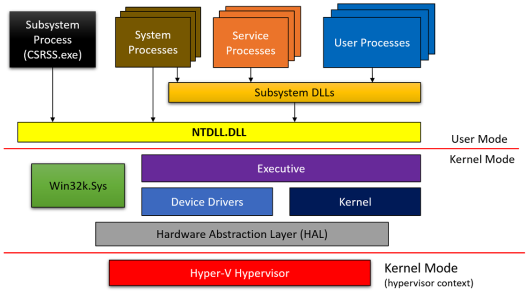 Subsystem
Process
(CSRSS.exe)
System
Processes
Service
Processes
User Processes
Subsystem DLLs
NTDLL.DLL
User Mode
Kernel Mode
Executive
Win32k.Sys
Device Drivers
Kernel
Hardware Abstraction Layer (HAL)
Hyper-V Hypervisor
Kernel Mode
(hypervisor context)